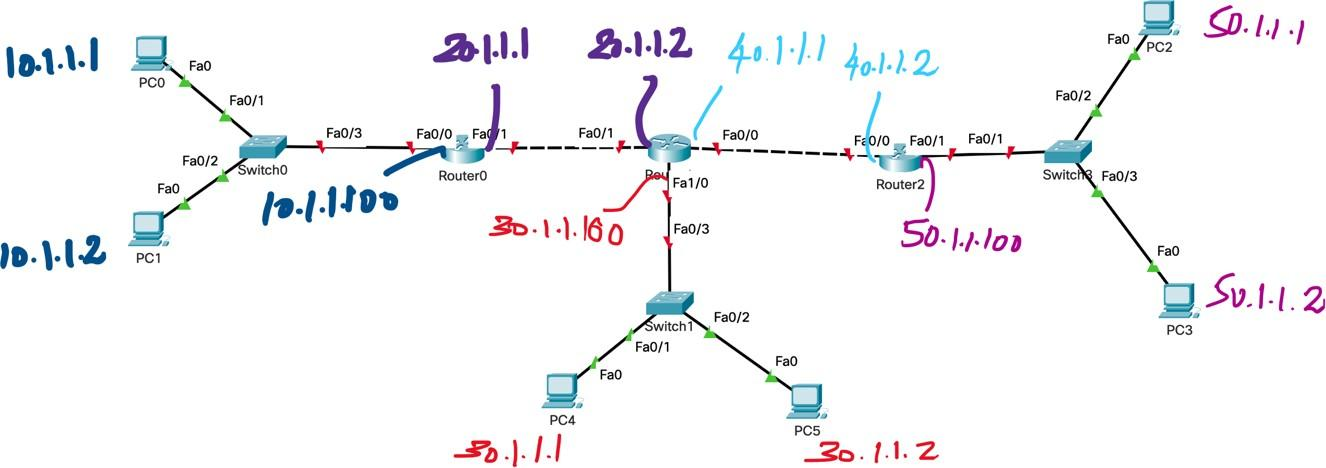 10.1.1.1
PC0
Fa0
Fa0/1
Fa0/2
Fa0
PC1
10.1.1.2
Switch0
Fa0/3
Fa0/0
Fa0/1
Router0
10.1.1.100
20.1.1.1
20.1.1.2
Fa0/1
Fa0/0
40.1.1.1
40.1.1.2
Fa1/0
30.1.1.100
Fa0/3
Switch1
Fa0/1
Fa0
PC4
30.1.1.1
Fa0/2
Fa0
PC5
30.1.1.2
Fa0/0
Fa0/1
Router2
50.1.1.100
Fa0/1
Switch3
Fa0/2
Fa0
PC2
50.1.1.1
Fa0/3
Fa0
PC3
50.1.1.2